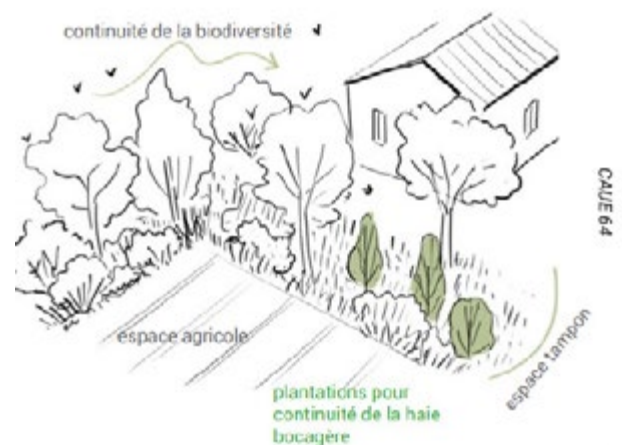 continuité de la biodiversité
CAUE 64
espace agricole
espace tampon
plantations pour
continuité de la haie
bocagère